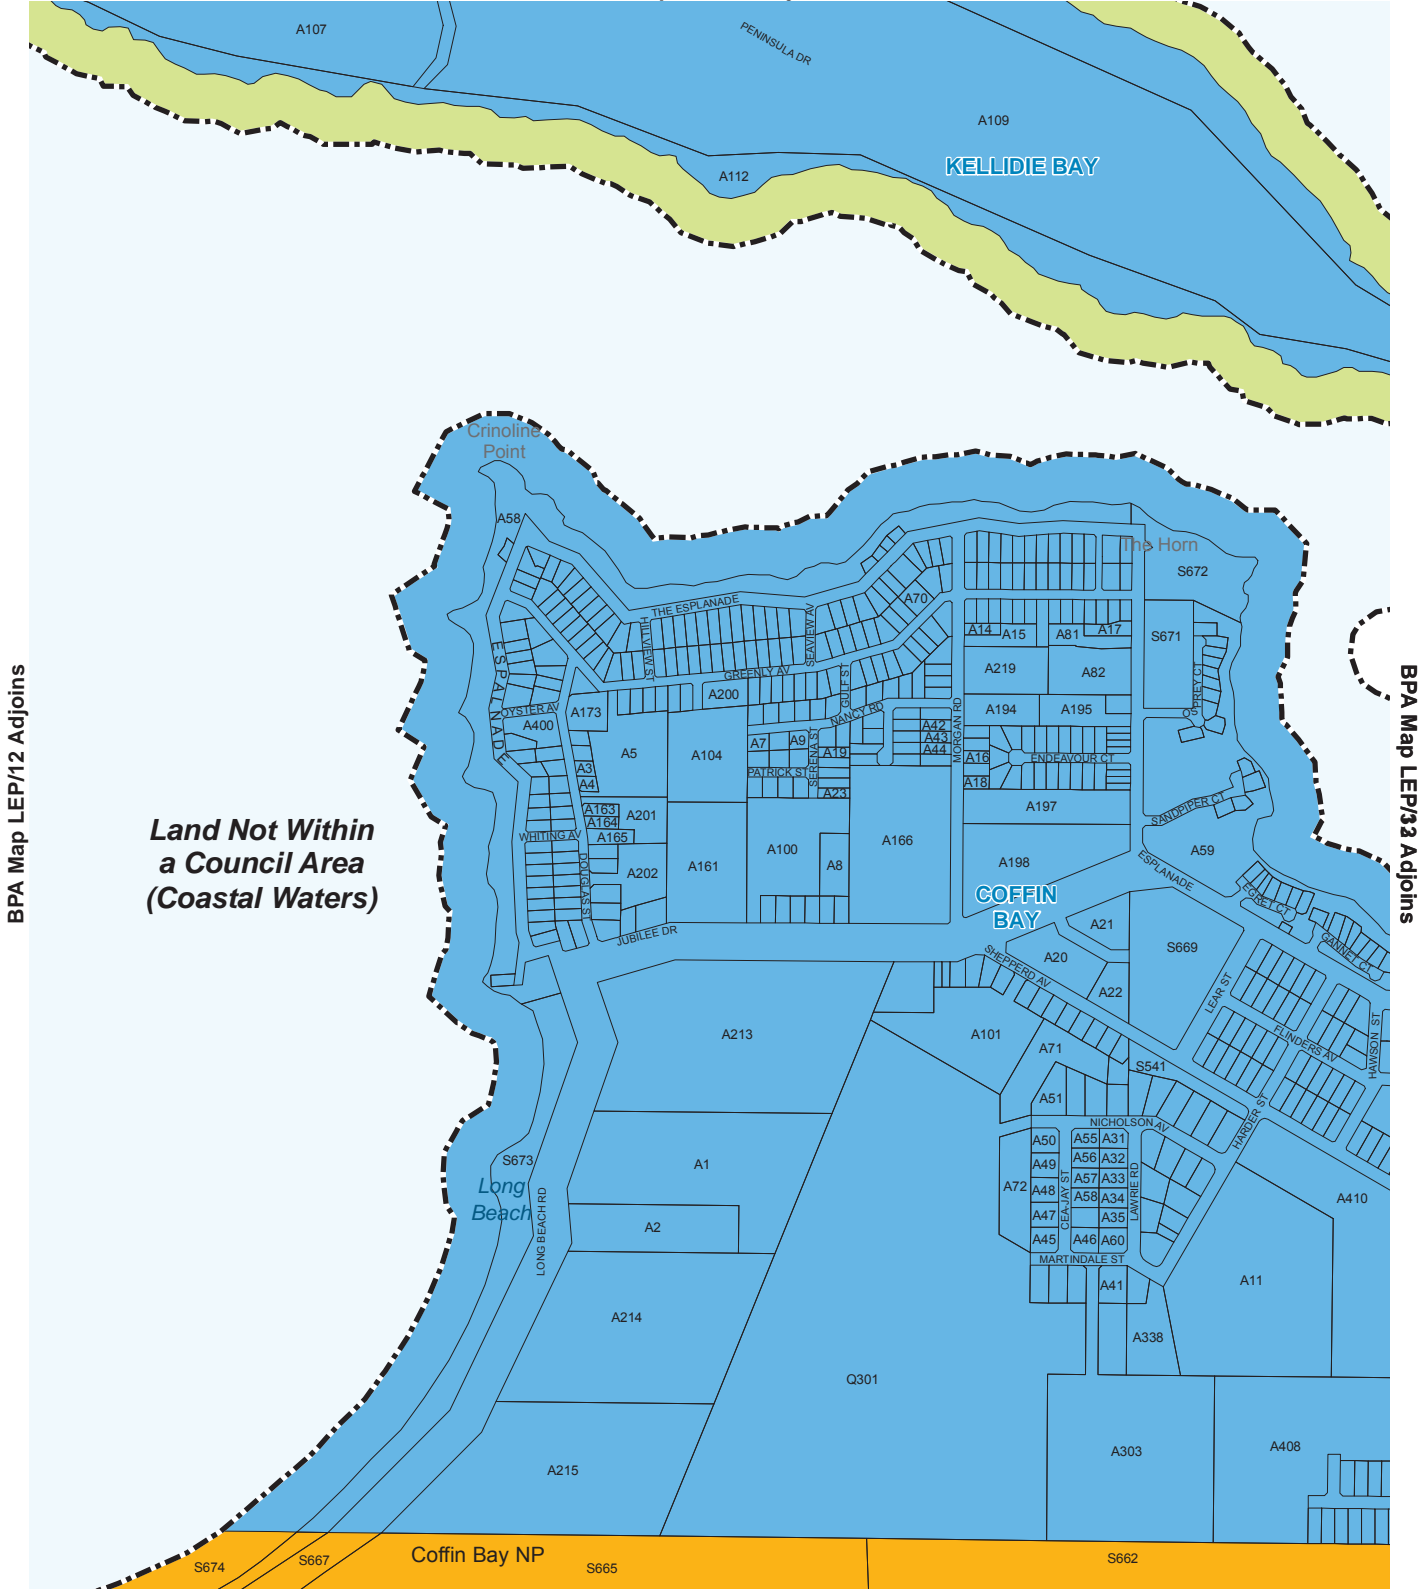 A107
PENINSULA DR
A109
KELLIDIE BAY
A112
Crinoline
Point
A58
The Horn
S672
THE ESPLANADE
HILLVIEW ST
SEAVIEW AV
A70
A14
A15
A81
A17
S671
ESPALNADE
GREENLY AV
A219
A82
OSPREY CT
A200
GULF ST
OYSTER AV
A400
A173
NANCY RD
MORGAN RD
A194
A195
A42
A43
A44
A5
A104
A7
A9
SERENA ST
A19
A16
ENDEAVOUR CT
A3
A4
PATRICK ST
A18
A23
A197
SANDPIPER CT
A163
A164
A201
A165
WHITING AV
DOUGLAS ST
A202
A161
A100
A8
A166
A198
A59
ESPLANADE
BPA Map LEP/12 Adjoins
Land Not Within
a Council Area
(Coastal Waters)
COFFIN
BAY
EGRET CT
GANNET CT
JUBILEE DR
A21
S669
A20
SHEPPERD AV
A22
LEAR ST
FLINDERS AV
HAWSON ST
A213
A101
A71
S541
A51
NICHOLSON AV
HARDER ST
A50
A55
A31
A49
A56
A32
A57
A33
A72
A48
CEAJAY ST
A58
A34
LAWRIE RD
A47
A35
A45
A46
A60
MARTINDALE ST
A410
S673
Long
Beach
LONG BEACH RD
A1
A2
A11
A41
A214
A338
Q301
A303
A408
A215
Coffin Bay NP
S674
S667
S665
S662